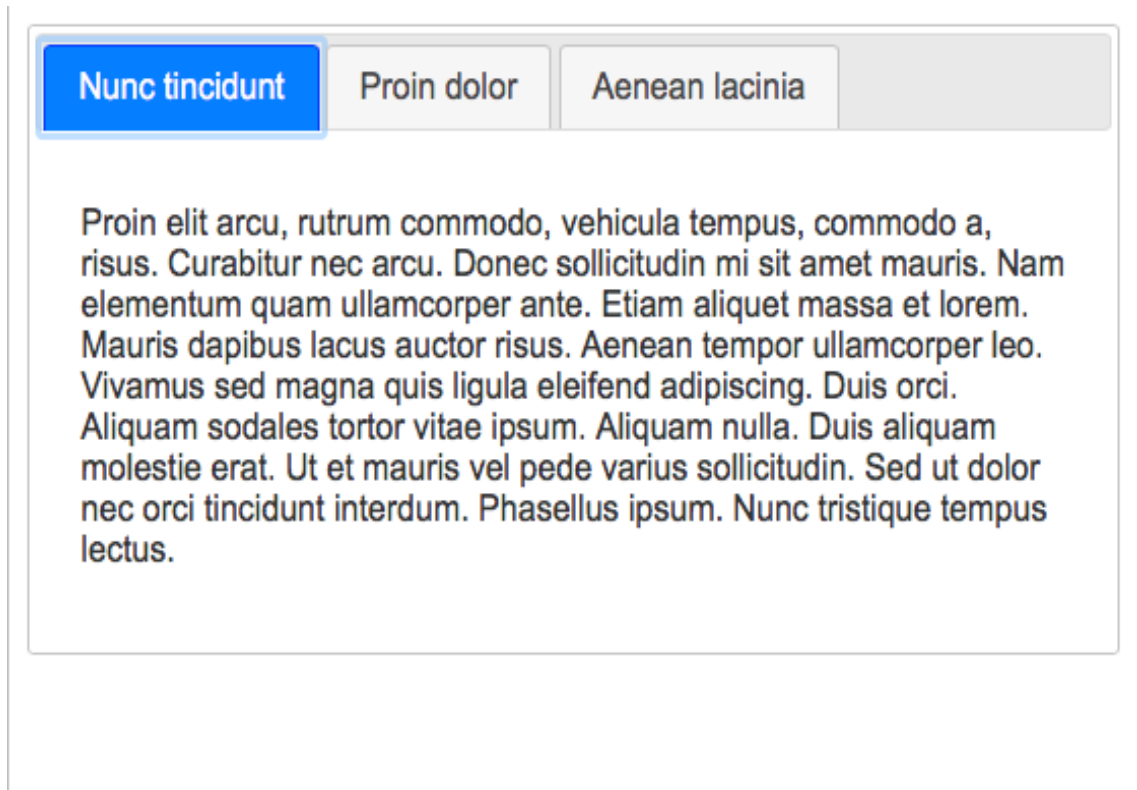 Nunc tincidunt Proin dolor Aenean lacinia
Proin elit arcu, rutrum commodo, vehicula tempus, commodo a,
risus. Curabitur nec arcu. Donec sollicitudin mi sit amet mauris. Nam
elementum quam ullamcorper ante. Etiam aliquet massa et lorem.
Mauris dapibus lacus auctor risus. Aenean tempor ullamcorper leo.
Vivamus sed magna quis ligula eleifend adipiscing. Duis orci.
Aliquam sodales tortor vitae ipsum. Aliquam nulla. Duis aliquam
molestie erat. Ut et mauris vel pede varius sollicitudin. Sed ut dolor
nec orci tincidunt interdum. Phasellus ipsum. Nunc tristique tempus
lectus.